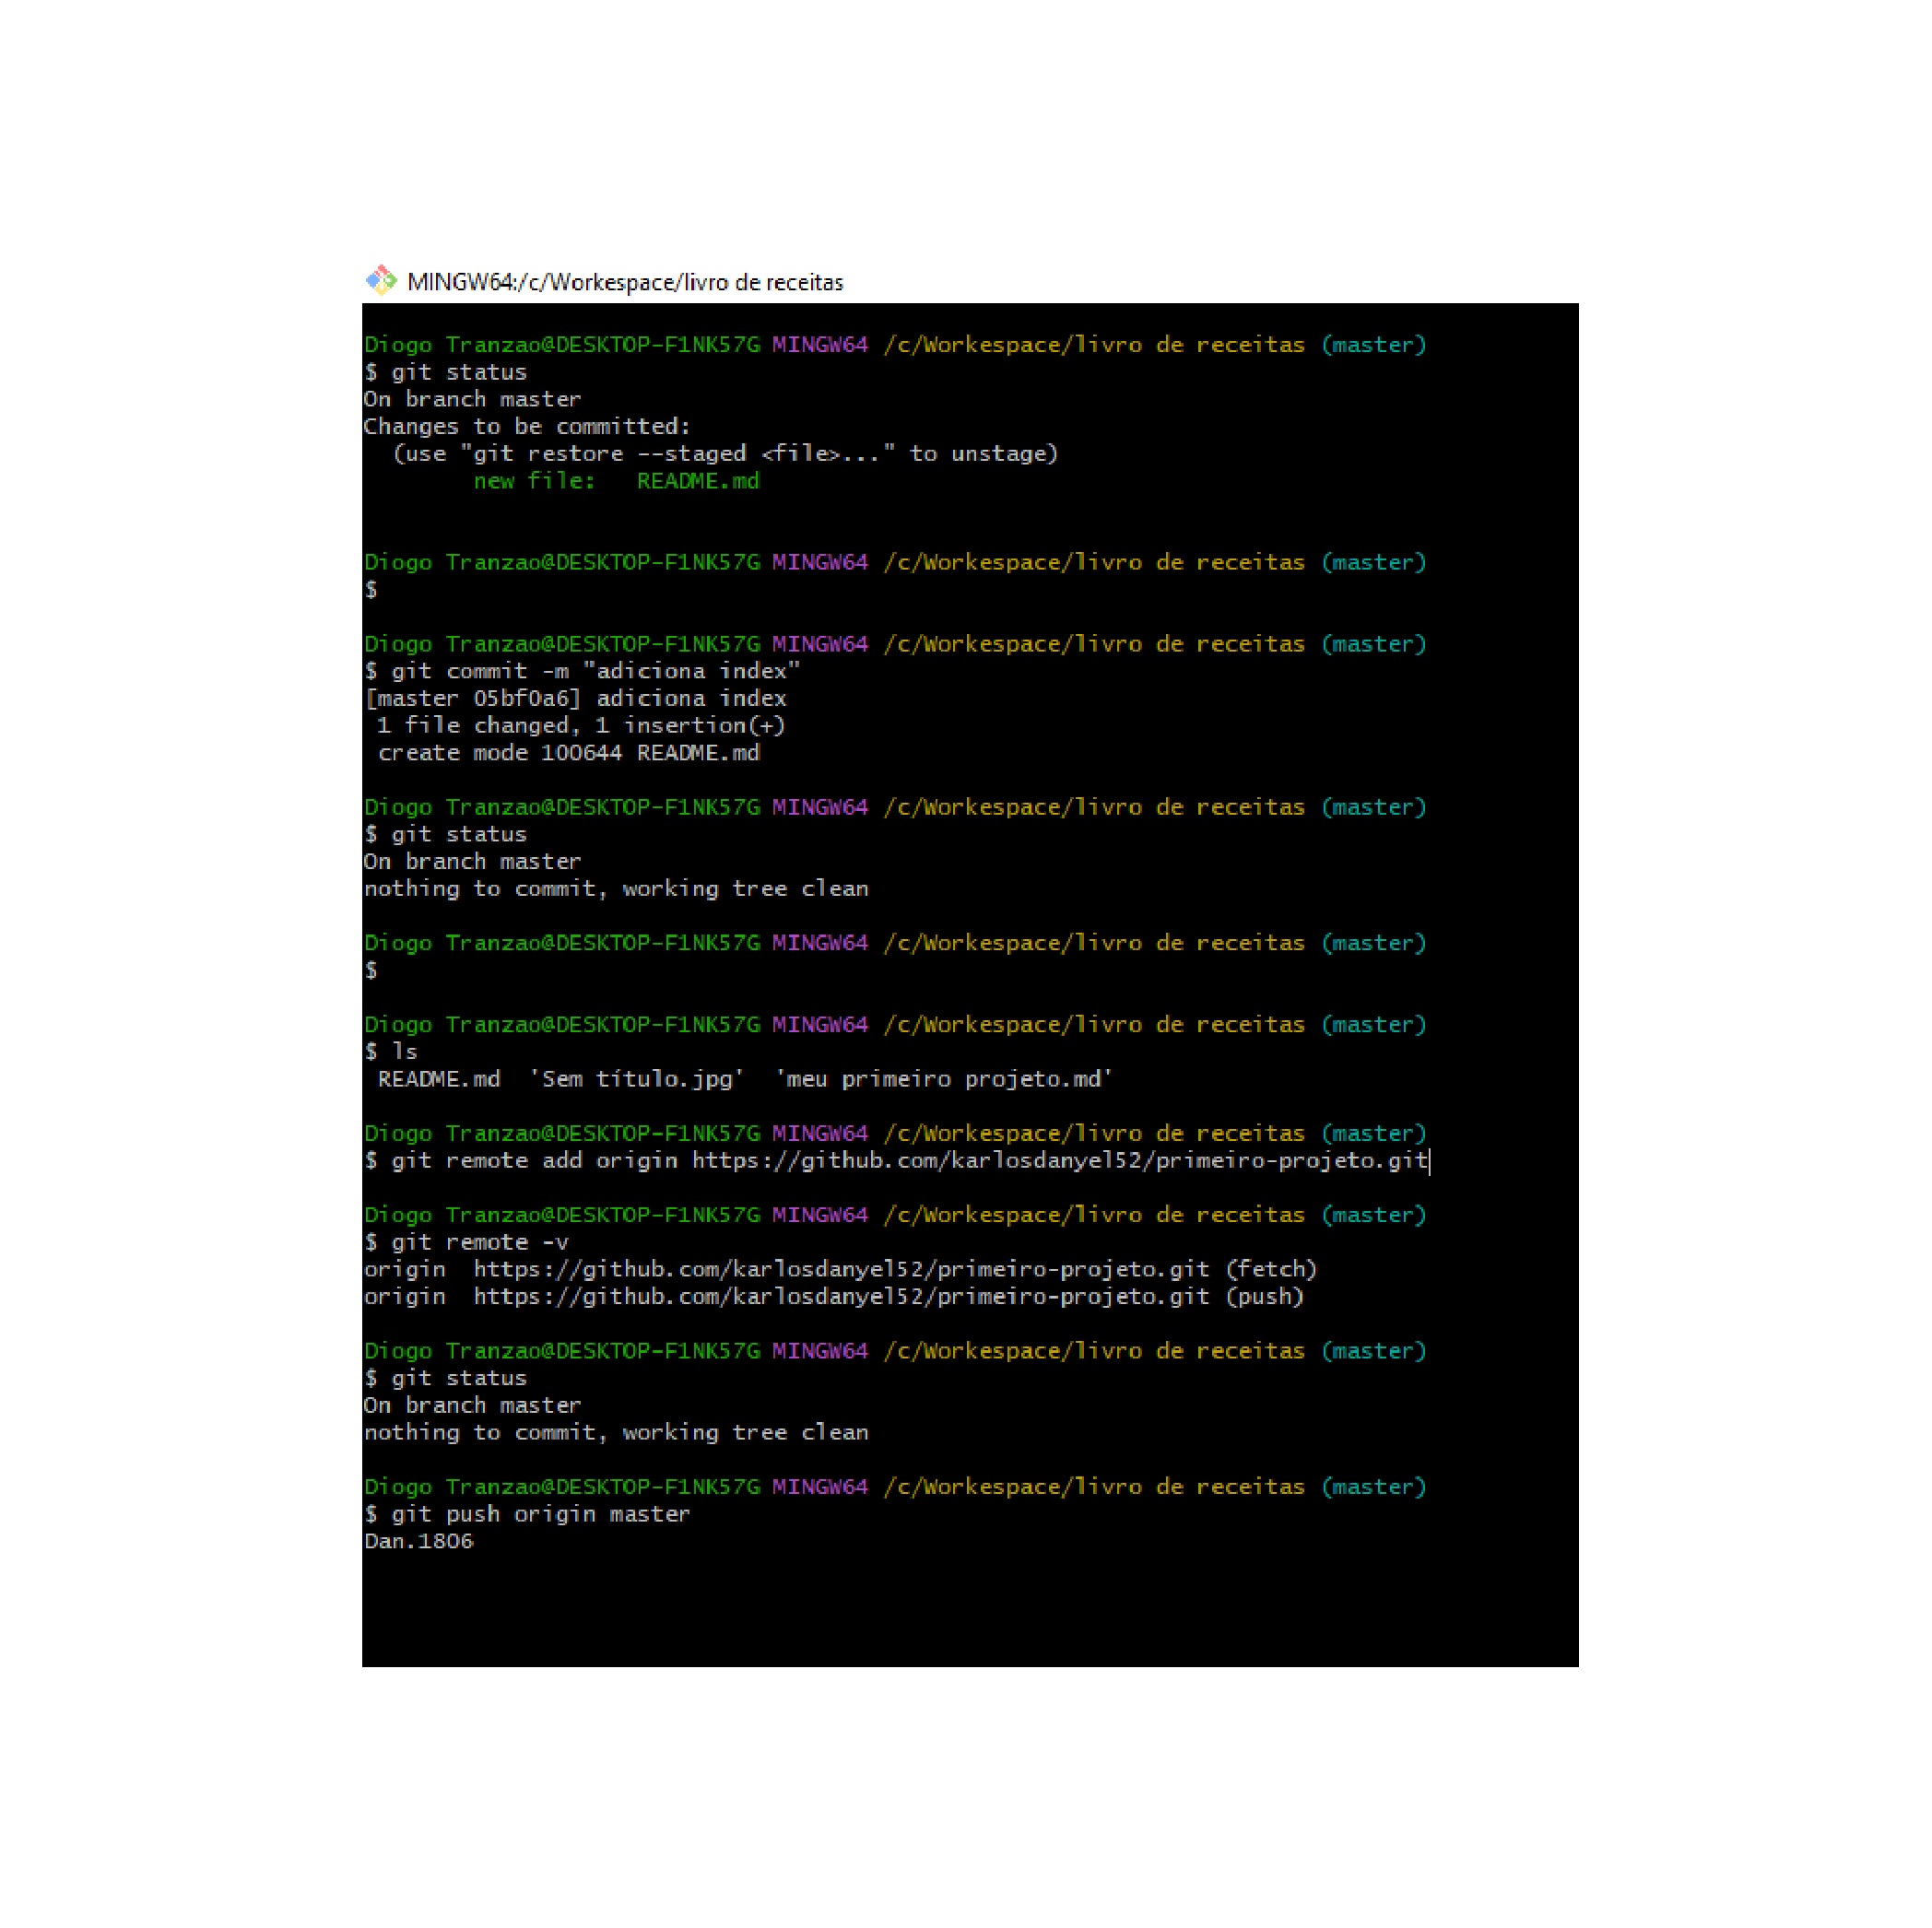 MINGW64:/c/Workespace/livro de receitas
Diogo Tranzao@DESKTOP-F1NK57G MINGW64 /c/Workespace/livro de receitas (master)
$ git status
On branch master
Changes to be committed:
  (use "git restore --staged <file>..." to unstage)
        new file:   README.md
Diogo Tranzao@DESKTOP-F1NK57G MINGW64 /c/Workespace/livro de receitas (master)
$
Diogo Tranzao@DESKTOP-F1NK57G MINGW64 /c/Workespace/livro de receitas (master)
$ git commit -m "adiciona index"
[master 05bf0a6] adiciona index
 1 file changed, 1 insertion(+)
 create mode 100644 README.md
Diogo Tranzao@DESKTOP-F1NK57G MINGW64 /c/Workespace/livro de receitas (master)
$ git status
On branch master
nothing to commit, working tree clean
Diogo Tranzao@DESKTOP-F1NK57G MINGW64 /c/Workespace/livro de receitas (master)
$
Diogo Tranzao@DESKTOP-F1NK57G MINGW64 /c/Workespace/livro de receitas (master)
$ ls
 README.md  'Sem título.jpg'  'meu primeiro projeto.md'
Diogo Tranzao@DESKTOP-F1NK57G MINGW64 /c/Workespace/livro de receitas (master)
$ git remote add origin https://github.com/karlosdanyel52/primeiro-projeto.git
Diogo Tranzao@DESKTOP-F1NK57G MINGW64 /c/Workespace/livro de receitas (master)
$ git remote -v
origin  https://github.com/karlosdanyel52/primeiro-projeto.git (fetch)
origin  https://github.com/karlosdanyel52/primeiro-projeto.git (push)
Diogo Tranzao@DESKTOP-F1NK57G MINGW64 /c/Workespace/livro de receitas (master)
$ git status
On branch master
nothing to commit, working tree clean
Diogo Tranzao@DESKTOP-F1NK57G MINGW64 /c/Workespace/livro de receitas (master)
$ git push origin master
Dan.1806